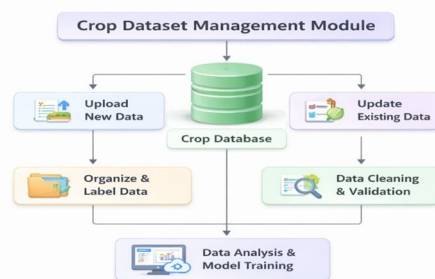 Crop Dataset Management Module
Upload
New Data
Update
Existing Data
Crop Database
Organize &
Label Data
Data Cleaning
& Validation
Data Analysis &
Model Training